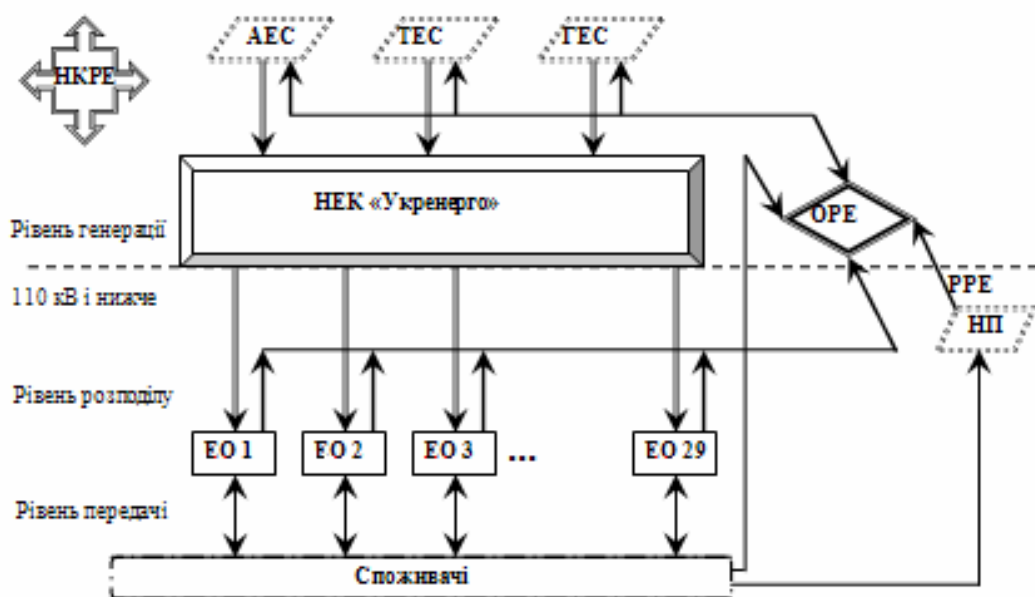 АЕС ТЕС ГЕС
НКРЕ
НЕК «Укренерго»
ОРЕ
Рівень генерації
110 кВ і нижче
РРЕ
НП
Рівень розподілу
ЕО 1 ЕО 2 ЕО 3 ... ЕО 29
Рівень передачі
Споживачі